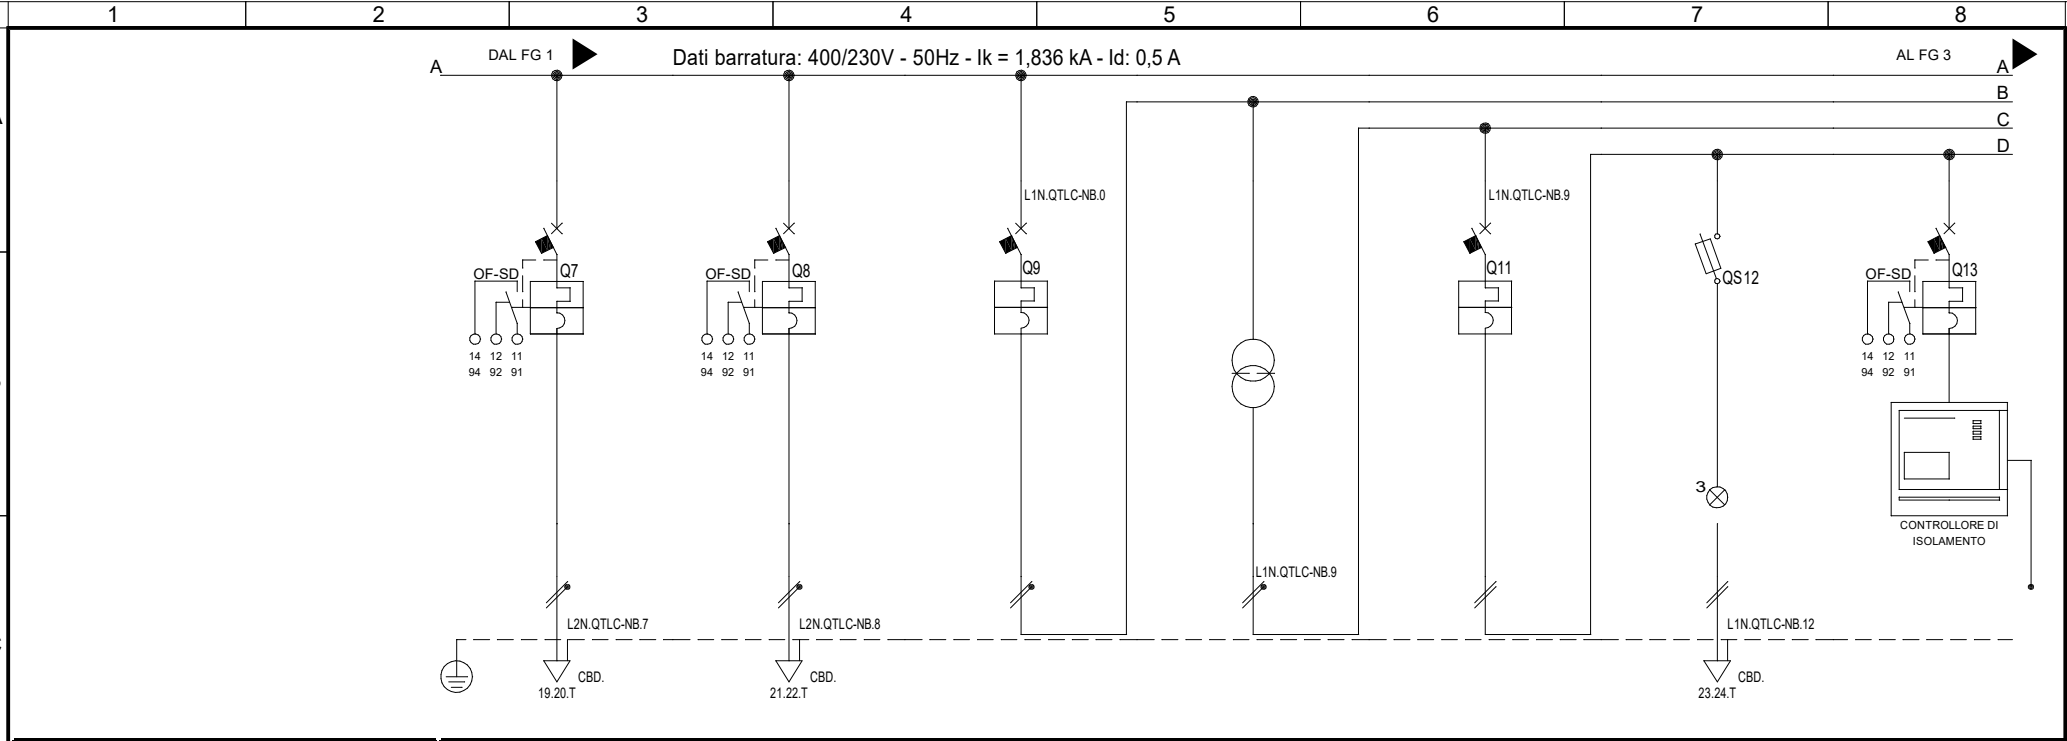 1 2 3 4 5 6 7 8
DAL FG 1 Dati barratura: 400/230V - 50Hz - Ik = 1,836 kA - Id: 0,5 A AL FG 3
A A
B
C
D
L1N.QTLC-NB.0 L1N.QTLC-NB.9
OF-SD Q7 OF-SD Q8 Q9 Q11 QS12 OF-SD Q13
14 12 11 14 12 11 14 12 11
94 92 91 94 92 91 94 92 91
3
CONTROLLORE DI
ISOLAMENTO
L1N.QTLC-NB.9
L2N.QTLC-NB.7 L2N.QTLC-NB.8 L1N.QTLC-NB.12
CBD. CBD. CBD.
19.20.T 21.22.T 23.24.T